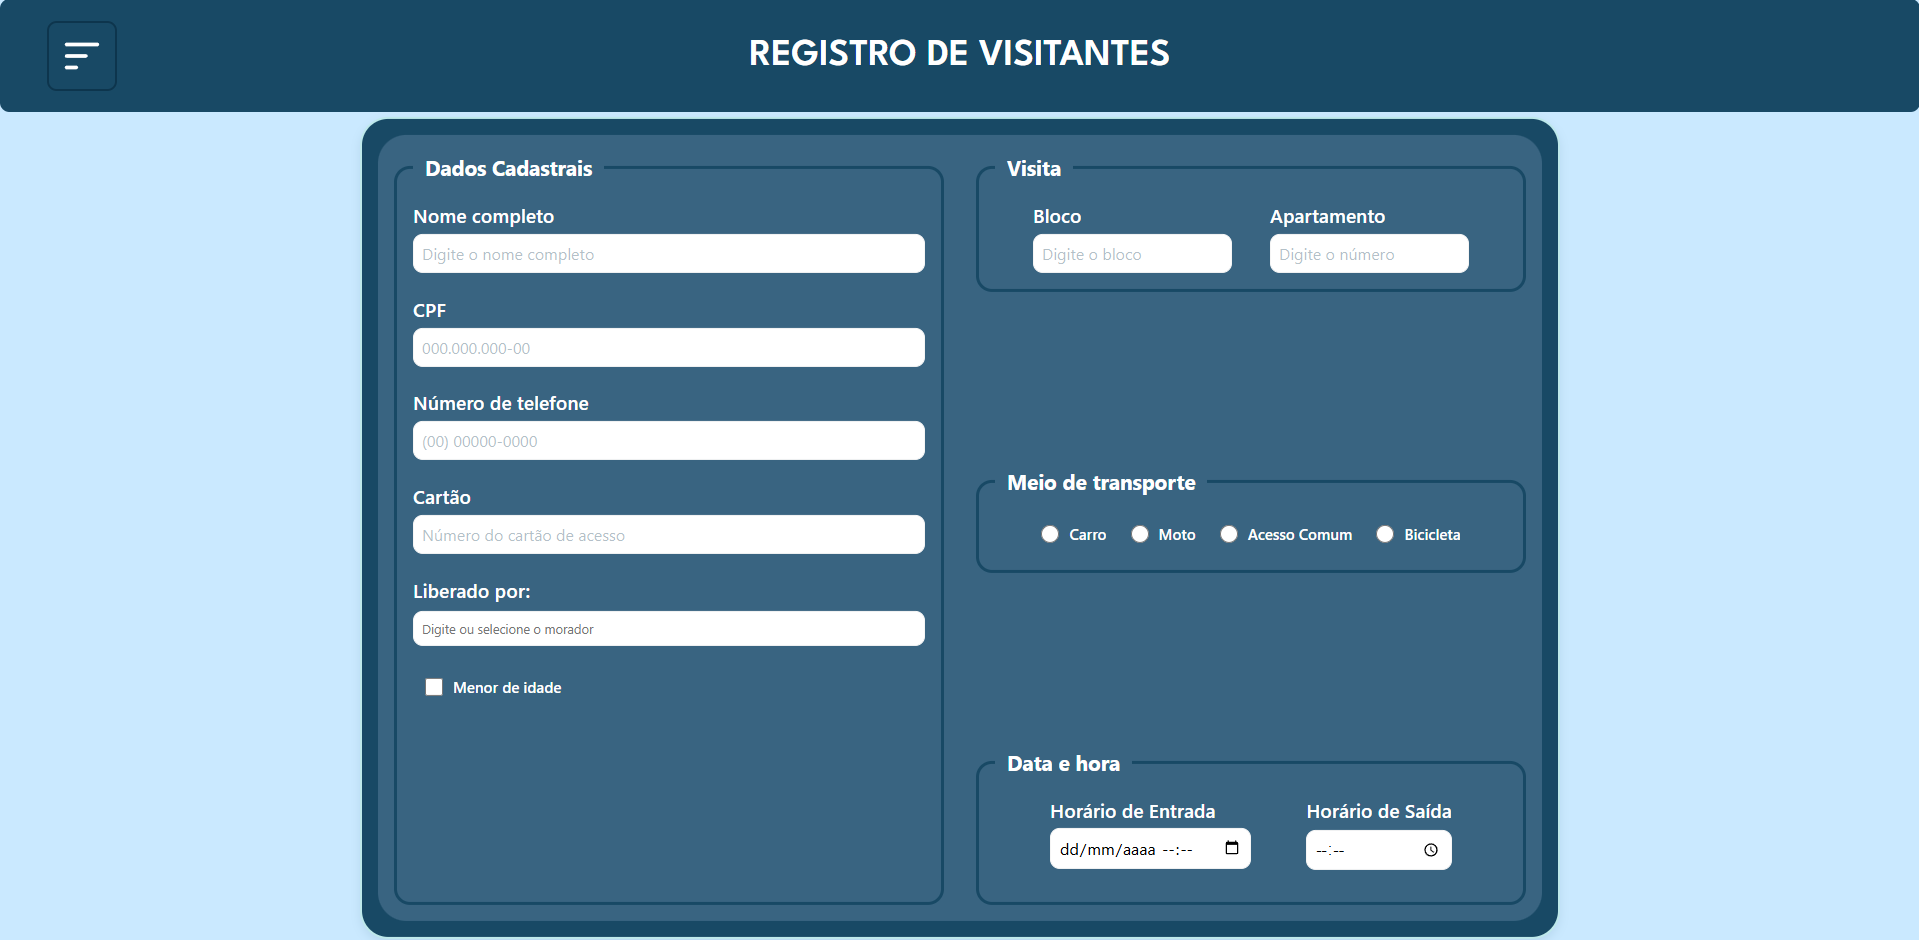 REGISTRO DE VISITANTES
Dados Cadastrais
Nome completo
Digite o nome completo
CPF
000.000.000-00
Número de telefone
(00) 00000-0000
Cartão
Número do cartão de acesso
Liberado por:
Digite ou selecione o morador
Menor de idade
Visita
Bloco
Apartamento
Digite o bloco
Digite o número
Meio de transporte
Carro
Moto
Acesso Comum
Bicicleta
Data e hora
Horário de Entrada
Horário de Saída
dd/mm/aaaa --:--
--:--